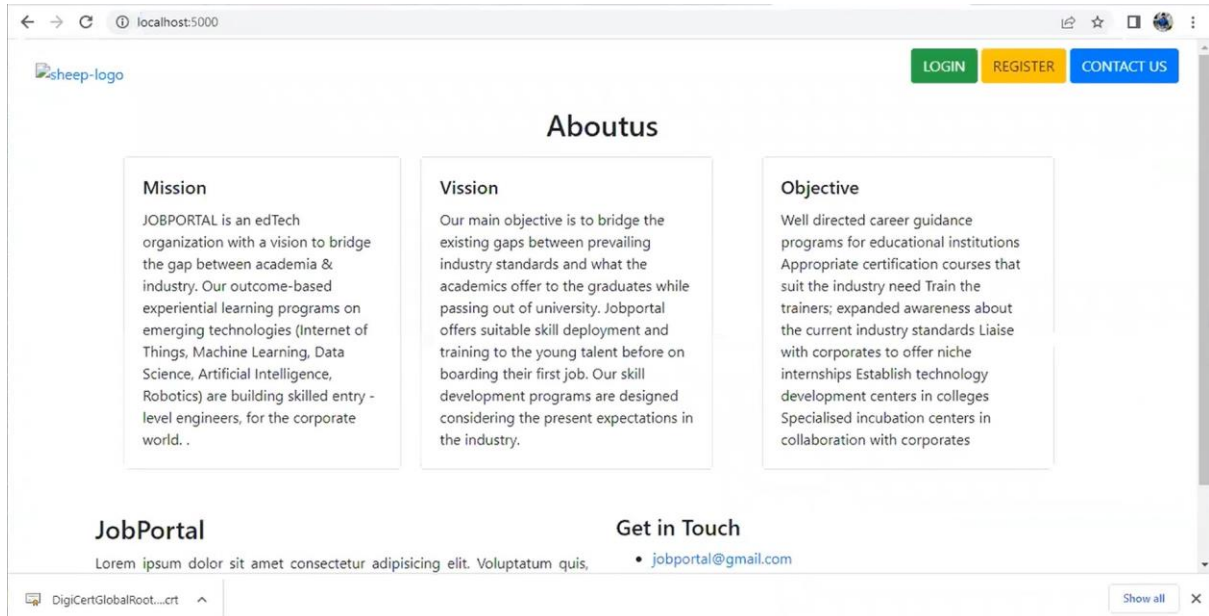 localhost:5000
sheep-logo
LOGIN REGISTER CONTACT US
Aboutus
Mission
JOBPORTAL is an edTech
organization with a vision to bridge
the gap between academia &
industry. Our outcome-based
experiential learning programs on
emerging technologies (Internet of
Things, Machine Learning, Data
Science, Artificial Intelligence,
Robotics) are building skilled entry -
level engineers, for the corporate
world. .
Vission
Our main objective is to bridge the
existing gaps between prevailing
industry standards and what the
academics offer to the graduates while
passing out of university. Jobportal
offers suitable skill deployment and
training to the young talent before on
boarding their first job. Our skill
development programs are designed
considering the present expectations in
the industry.
Objective
Well directed career guidance
programs for educational institutions
Appropriate certification courses that
suit the industry need Train the
trainers; expanded awareness about
the current industry standards Liaise
with corporates to offer niche
internships Establish technology
development centers in colleges
Specialised incubation centers in
collaboration with corporates
JobPortal
Lorem ipsum dolor sit amet consectetur adipisicing elit. Voluptatum quis,
Get in Touch
• jobportal@gmail.com
DigiCertGlobalRoot....crt
Show all